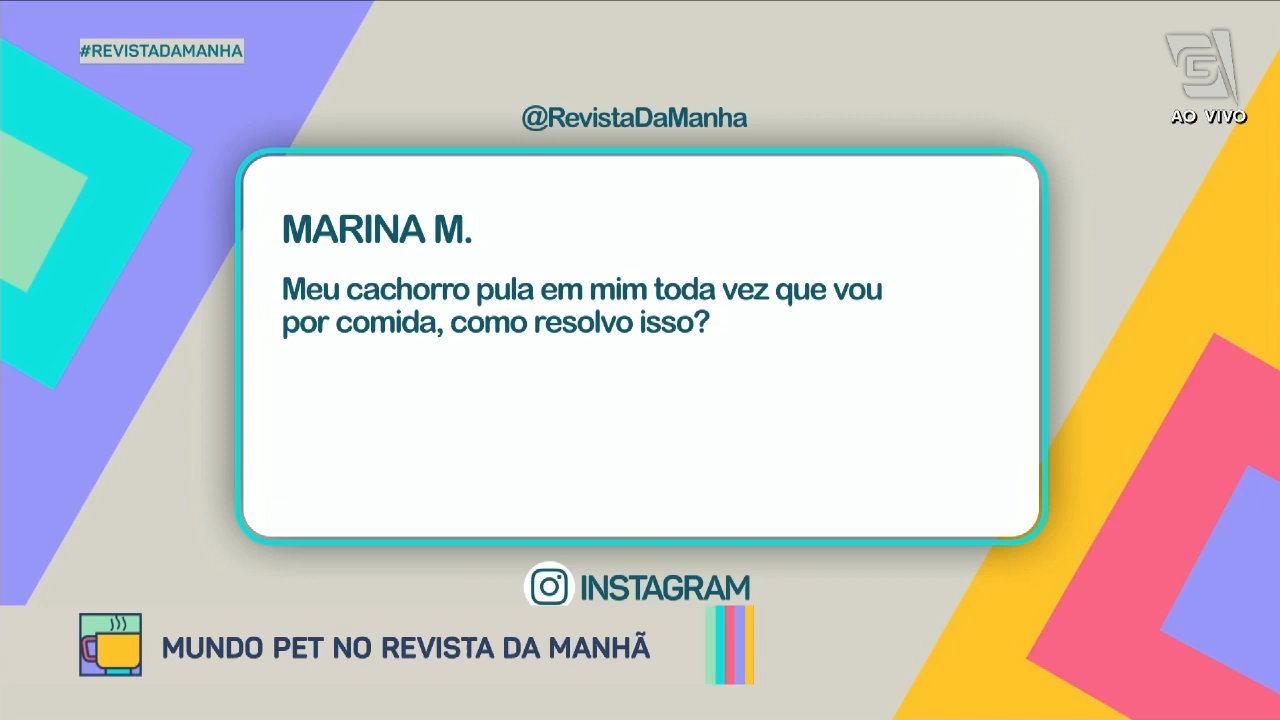 #REVISTADAMANHA
AO VIVO
@RevistaDaManha
MARINA M.
Meu cachorro pula em mim toda vez que vou
por comida, como resolvo isso?
INSTAGRAM
MUNDO PET NO REVISTA DA MANHÃ